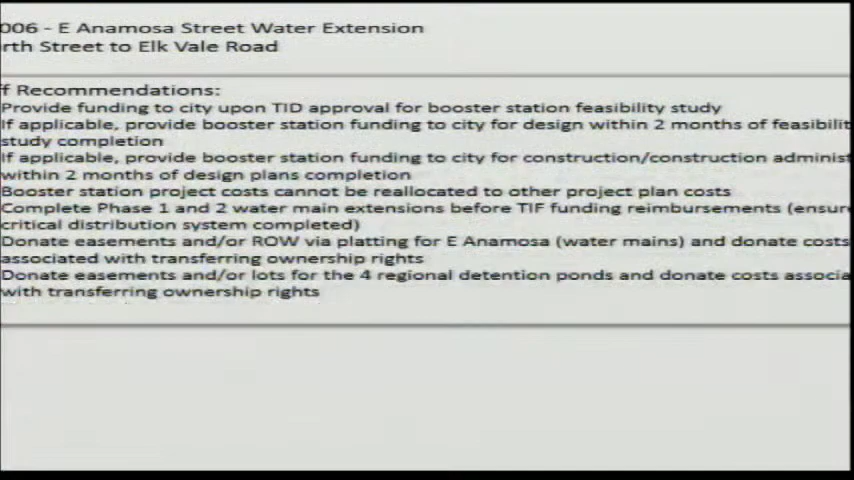 006 - E Anamosa Street Water Extension
rth Street to Elk Vale Road
f Recommendations:
Provide funding to city upon TID approval for booster station feasibility study
If applicable, provide booster station funding to city for design within 2 months of feasibilit
study completion
If applicable, provide booster station funding to city for construction/construction administ
within 2 months of design plans completion
Booster station project costs cannot be reallocated to other project plan costs
Complete Phase 1 and 2 water main extensions before TIF funding reimbursements (ensur
critical distribution system completed)
Donate easements and/or ROW via platting for E Anamosa (water mains) and donate costs
associated with transferring ownership rights
Donate easements and/or lots for the 4 regional detention ponds and donate costs associa
with transferring ownership rights